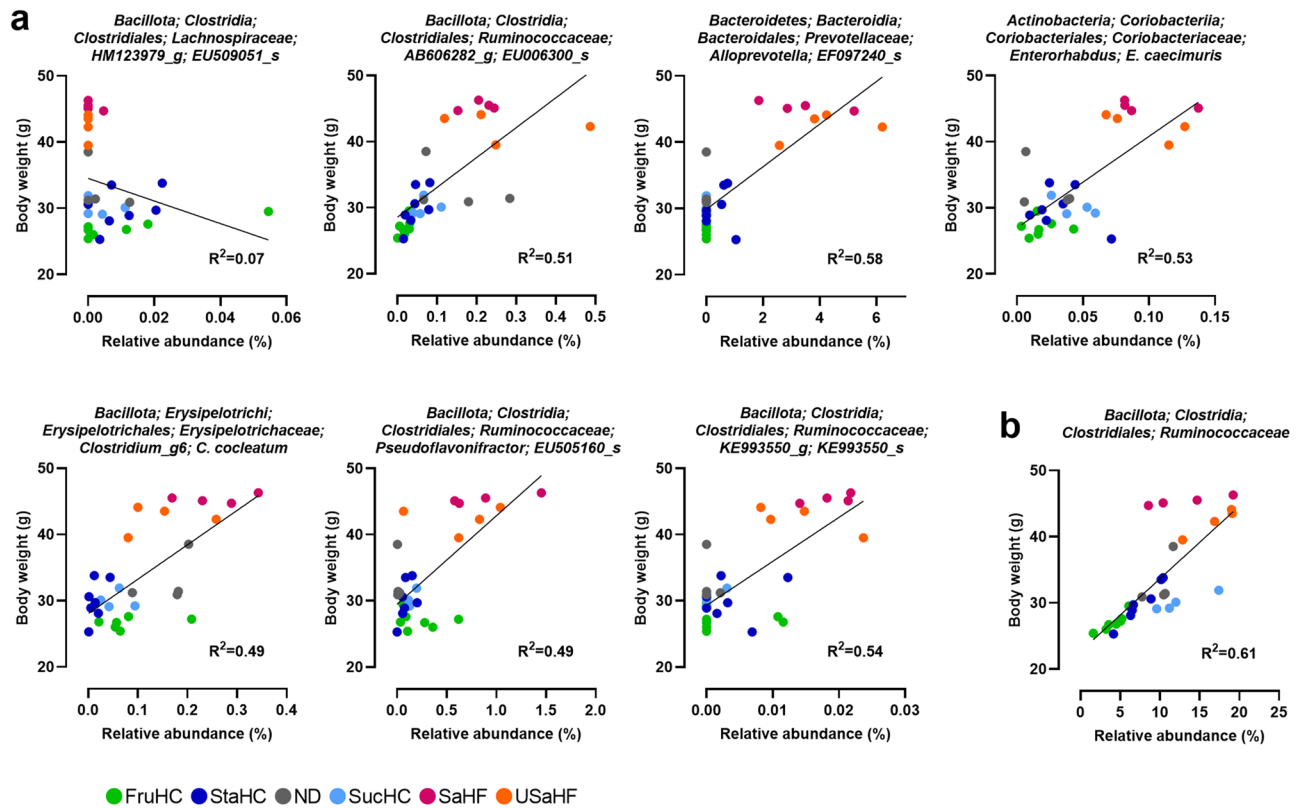 a
Bacillota; Clostridia;
Clostridiales; Lachnospiraceae;
HM123979_g; EU509051_s
Body weight (g)
50
40
30
20
R²=0.07
0.00 0.02 0.04 0.06
Relative abundance (%)
Bacillota; Clostridia;
Clostridiales; Ruminococcaceae;
AB606282_g; EU006300_s
Body weight (g)
50
40
30
20
R²=0.51
0.0 0.1 0.2 0.3 0.4 0.5
Relative abundance (%)
Bacteroidetes; Bacteroidia;
Bacteroidales; Prevotellaceae;
Alloprevotella; EF097240_s
Body weight (g)
50
40
30
20
R²=0.58
0 2 4 6
Relative abundance (%)
Actinobacteria; Coriobacteriia;
Coriobacteriales; Coriobacteriaceae;
Enterorhabdus; E. caecimuris
Body weight (g)
50
40
30
20
R²=0.53
0.00 0.05 0.10 0.15
Relative abundance (%)
Bacillota; Erysipelotrichi;
Erysipelotrichales; Erysipelotrichaceae;
Clostridium_g6; C. cocleatum
Body weight (g)
50
40
30
20
R²=0.49
0.0 0.1 0.2 0.3 0.4
Relative abundance (%)
Bacillota; Clostridia;
Clostridiales; Ruminococcaceae;
Pseudoflavonifractor; EU505160_s
Body weight (g)
50
40
30
20
R²=0.49
0.0 0.5 1.0 1.5 2.0
Relative abundance (%)
Bacillota; Clostridia;
Clostridiales; Ruminococcaceae;
KE993550_g; KE993550_s
Body weight (g)
50
40
30
20
R²=0.54
0.00 0.01 0.02 0.03
Relative abundance (%)
b
Bacillota; Clostridia;
Clostridiales; Ruminococcaceae
Body weight (g)
50
40
30
20
R²=0.61
0 5 10 15 20 25
Relative abundance (%)
FruHC StaHC ND SucHC SaHF USaHF